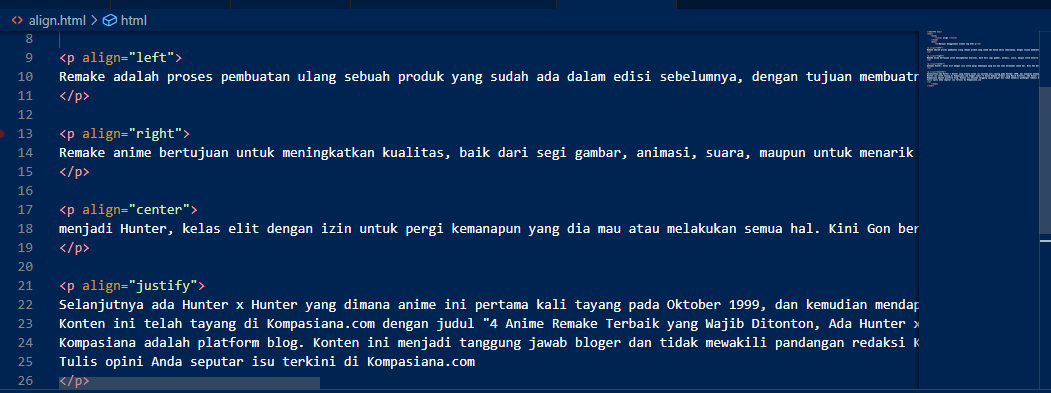 align.html > html
8
9 <p align="left">
10 Remake adalah proses pembuatan ulang sebuah produk yang sudah ada dalam edisi sebelumnya, dengan tujuan membuatn
11 </p>
12
13 <p align="right">
14 Remake anime bertujuan untuk meningkatkan kualitas, baik dari segi gambar, animasi, suara, maupun untuk menarik
15 </p>
16
17 <p align="center">
18 menjadi Hunter, kelas elit dengan izin untuk pergi kemanapun yang dia mau atau melakukan semua hal. Kini Gon ber
19 </p>
20
21 <p align="justify">
22 Selanjutnya ada Hunter x Hunter yang dimana anime ini pertama kali tayang pada Oktober 1999, dan kemudian mendap
23 Konten ini telah tayang di Kompasiana.com dengan judul "4 Anime Remake Terbaik yang Wajib Ditonton, Ada Hunter x
24 Kompasiana adalah platform blog. Konten ini menjadi tanggung jawab bloger dan tidak mewakili pandangan redaksi K
25 Tulis opini Anda seputar isu terkini di Kompasiana.com
26 </p>